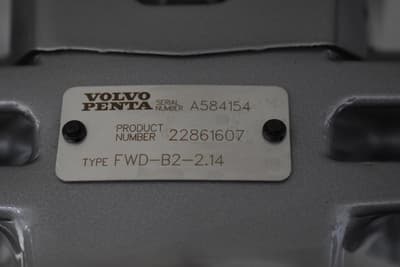 VOLVO
PENTA SERIAL NUMBER A584154
PRODUCT NUMBER 22861607
TYPE FWD-B2-2.14